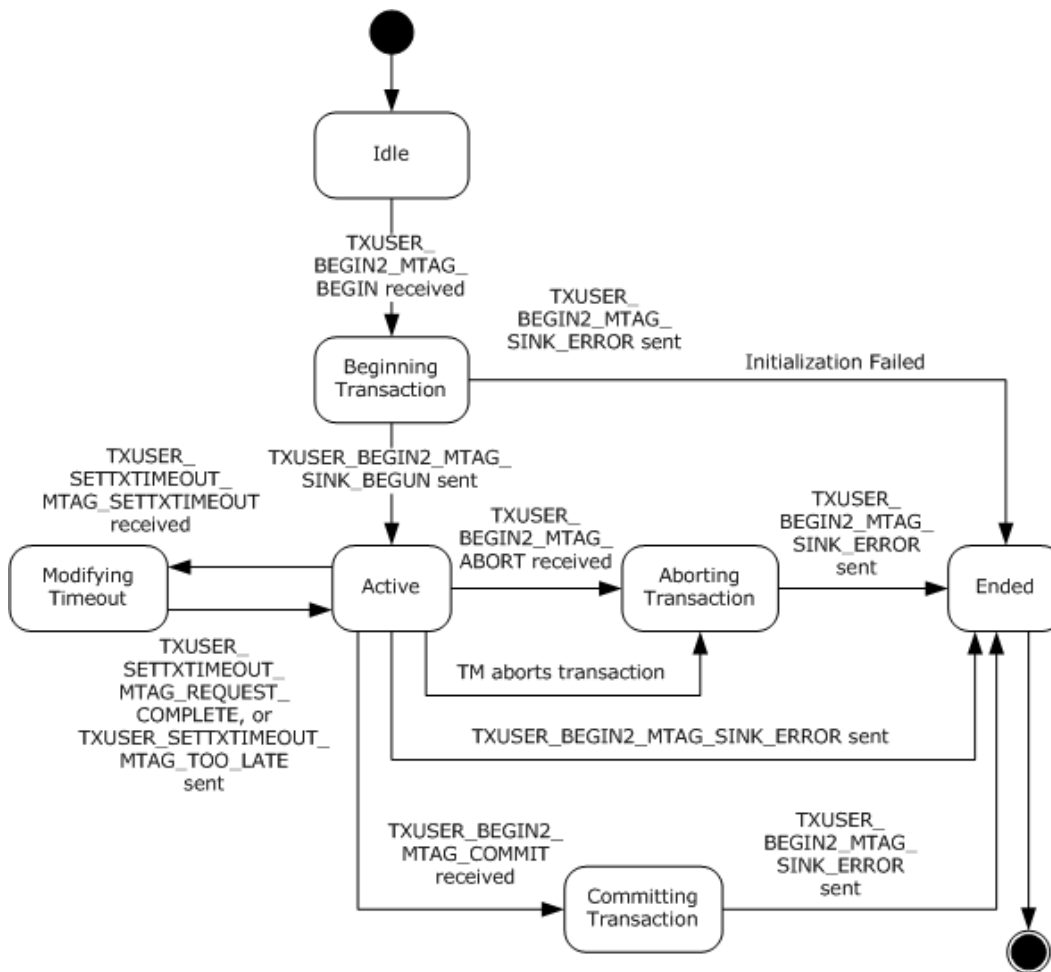 Idle
TXUSER_
BEGIN2_MTAG_
BEGIN received
TXUSER_
BEGIN2_MTAG_
SINK_ERROR sent
Beginning
Transaction
Initialization Failed
TXUSER_BEGIN2_MTAG_
SINK_BEGUN sent
TXUSER_
SETTXTIMEOUT_
MTAG_SETTXTIMEOUT
received
TXUSER_
BEGIN2_MTAG_
ABORT received
TXUSER_
BEGIN2_MTAG_
SINK_ERROR
sent
Modifying
Timeout
Active
Aborting
Transaction
Ended
TXUSER_
SETTXTIMEOUT_
MTAG_REQUEST_
COMPLETE, or
TXUSER_SETTXTIMEOUT_
MTAG_TOO_LATE
sent
TM aborts transaction
TXUSER_BEGIN2_MTAG_SINK_ERROR sent
TXUSER_BEGIN2_
MTAG_COMMIT
received
TXUSER_
BEGIN2_MTAG_
SINK_ERROR
sent
Committing
Transaction